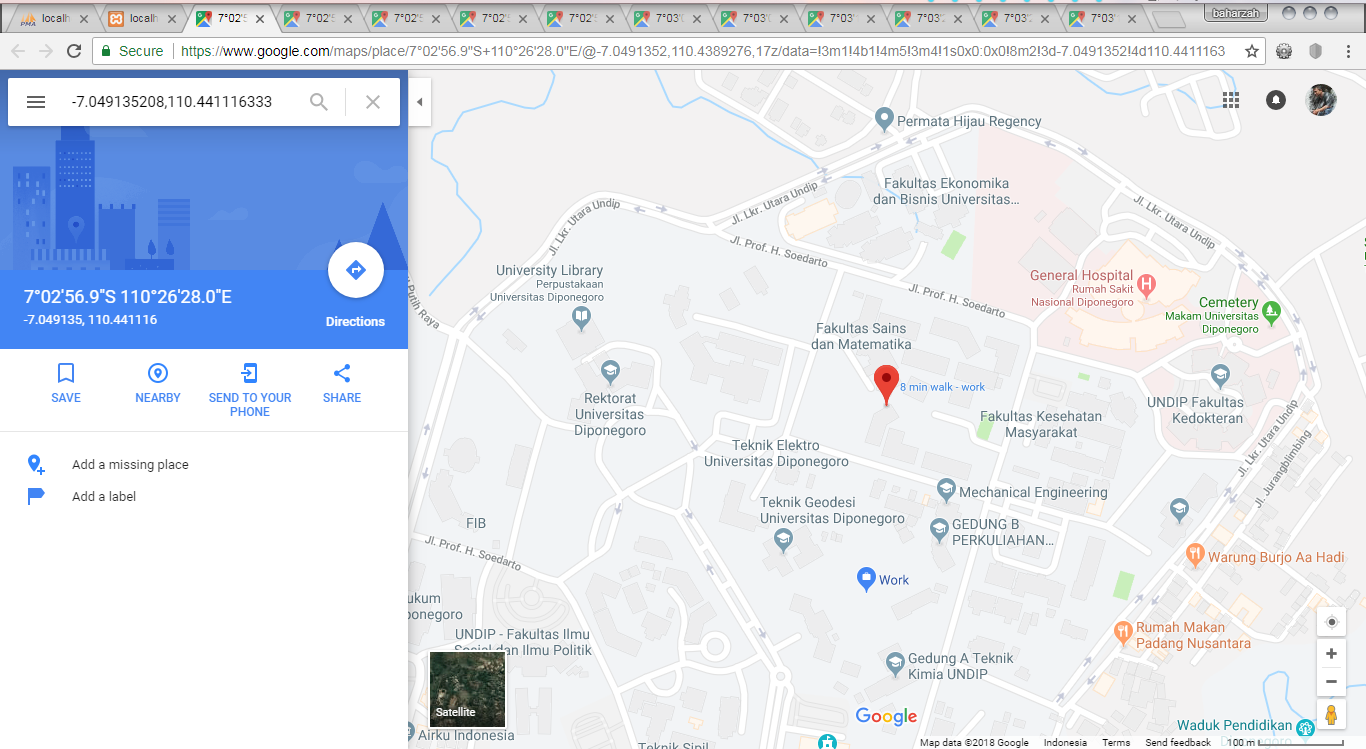 PMA localh
localh
7°02'5
7°02'5
7°02'5
7°02'5
7°02'5
7°03'0
7°03'
7°03'
7°03'2
7°03'2
7°03'
baharzah
Secure https://www.google.com/maps/place/7°02'56.9"S+110°26'28.0"E/@-7.0491352,110.4389276,17z/data=!3m1!4b1!4m5!3m4!1s0x0:0x0!8m2!3d-7.0491352!4d110.4411163
-7.049135208,110.441116333
7°02'56.9"S 110°26'28.0"E
-7.049135, 110.441116
Directions
SAVE
NEARBY
SEND TO YOUR
PHONE
SHARE
Add a missing place
Add a label
Permata Hijau Regency
Fakultas Ekonomika
dan Bisnis Universitas...
Jl. Lkr. Utara Undip
Jl. Lkr. Utara Undip
Jl. Lkr. Utara Undip
Jl. Prof. H. Soedarto
University Library
Perpustakaan
Universitas Diponegoro
General Hospital
Rumah Sakit
Nasional Diponegoro
Jl. Prof. H. Soedarto
Cemetery
Makam Universitas
Diponegoro
Putih Raya
Fakultas Sains
dan Matematika
8 min walk - work
Rektorat
Universitas
Diponegoro
UNDIP Fakultas
Kedokteran
Fakultas Kesehatan
Masyarakat
Jl. Lkr. Utara Undip
Jl. Jurangblimbing
Teknik Elektro
Universitas Diponegoro
Mechanical Engineering
Teknik Geodesi
Universitas Diponegoro
FIB
GEDUNG B
PERKULIAHAN...
Jl. Prof. H. Soedarto
Warung Burjo Aa Hadi
Work
ukum
ponegoro
UNDIP - Fakultas Ilmu
Sosial dan Ilmu Politik
Rumah Makan
Padang Nusantara
Gedung A Teknik
Kimia UNDIP
Satellite
Google
Waduk Pendidikan
Airku Indonesia
Teknik Sipil
Map data ©2018 Google Indonesia Terms Send feedback 100 m